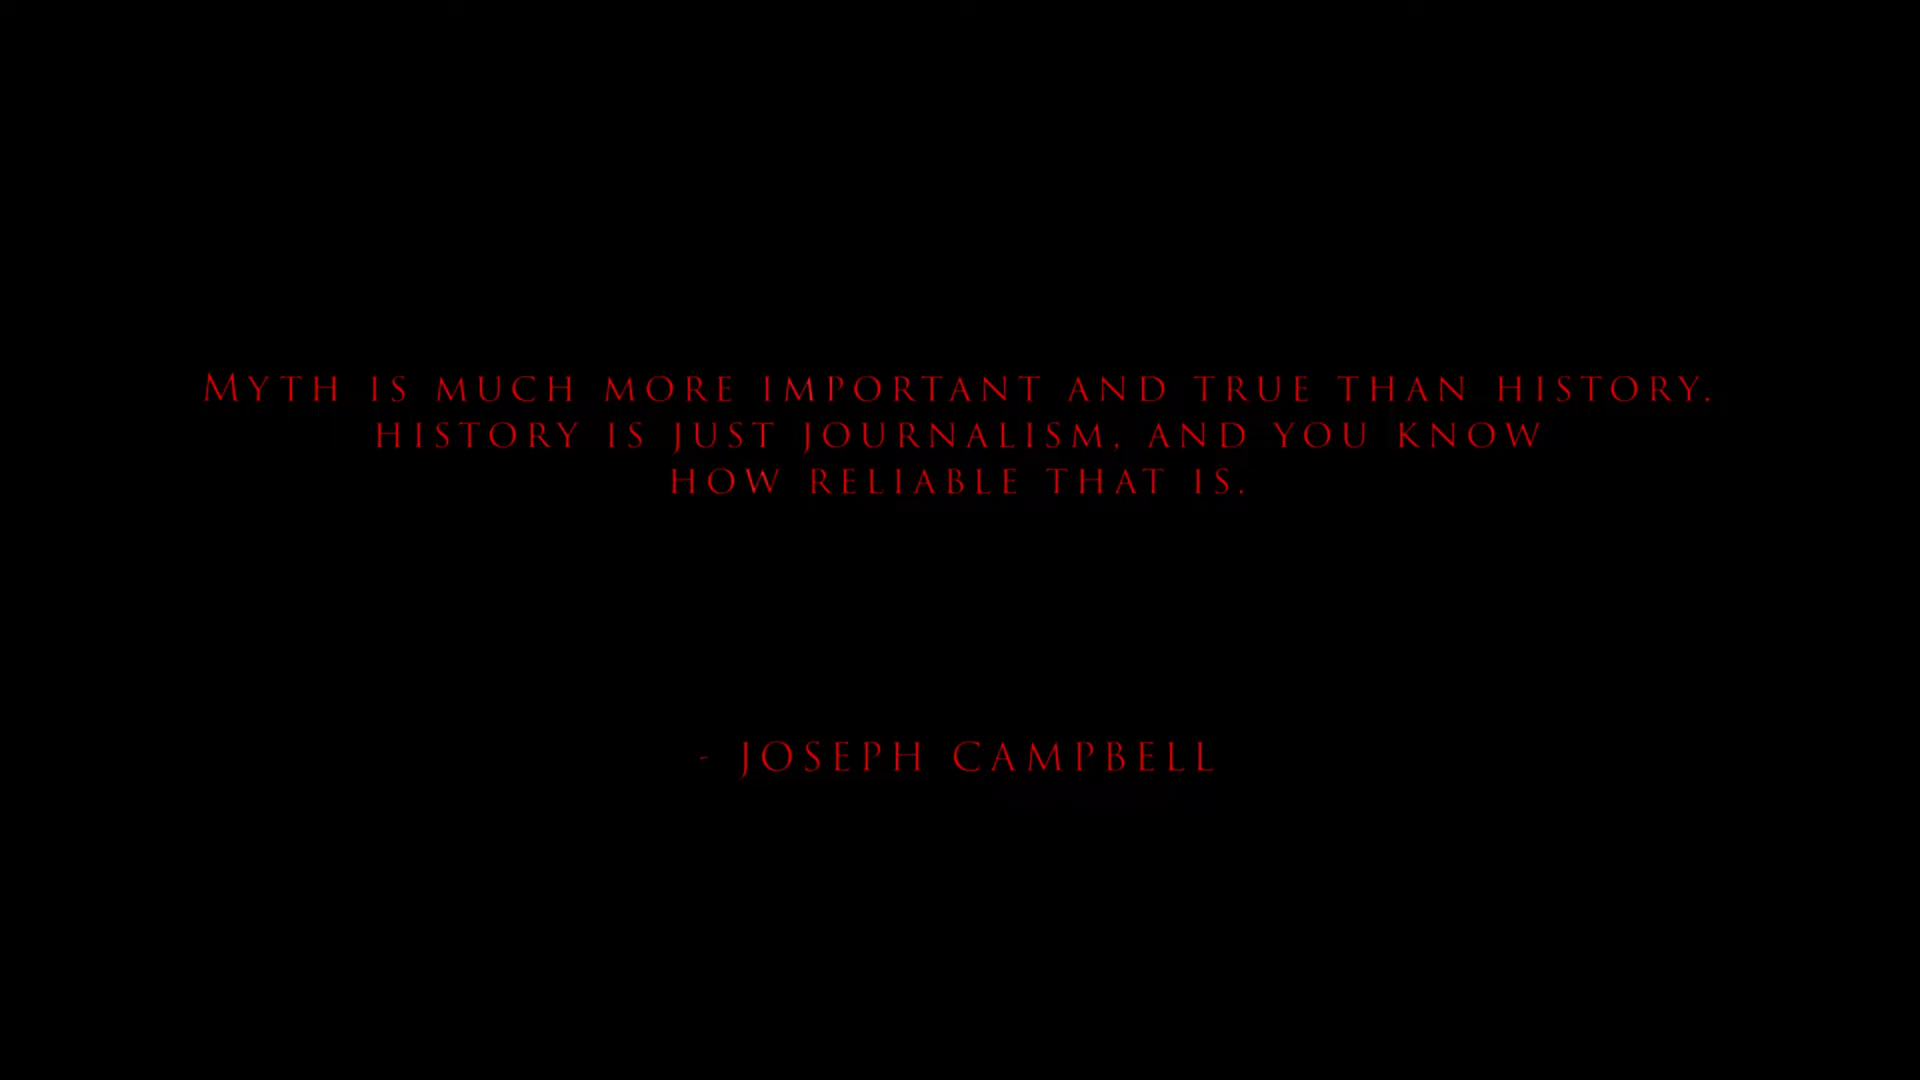 MYTH IS MUCH MORE IMPORTANT AND TRUE THAN HISTORY.
HISTORY IS JUST JOURNALISM, AND YOU KNOW
HOW RELIABLE THAT IS.
- JOSEPH CAMPBELL